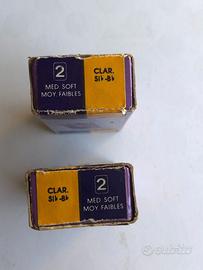 2
MED SOFT
MOY FAIBLES
CLAR.
SI♭-B♭
CLAR.
SI♭-B♭
2
MED SOFT
MOY FAIBLES
subito